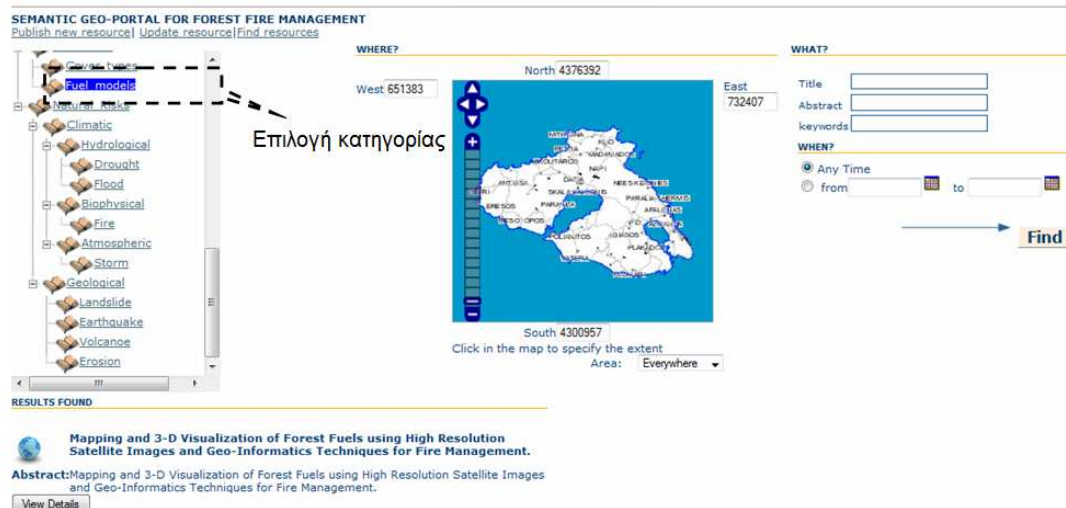 SEMANTIC GEO-PORTAL FOR FOREST FIRE MANAGEMENT
Publish new resource| Update resource|Find resources
Cover_types
Fuel_models
Natural_Risks
Climatic
Hydrological
Drought
Flood
Biophysical
Fire
Atmospheric
Storm
Geological
Landslide
Earthquake
Volcanoe
Erosion
Επιλογή κατηγορίας
WHERE?
North 4376392
West 651383
East
732407
KLIO
NAPI
ERESOS
VATERA
South 4300957
Click in the map to specify the extent
Area: Everywhere
WHAT?
Title
Abstract
keywords
WHEN?
Any Time
from to
Find
RESULTS FOUND
Mapping and 3-D Visualization of Forest Fuels using High Resolution
Satellite Images and Geo-Informatics Techniques for Fire Management.
Abstract:Mapping and 3-D Visualization of Forest Fuels using High Resolution Satellite Images
and Geo-Informatics Techniques for Fire Management.
View Details